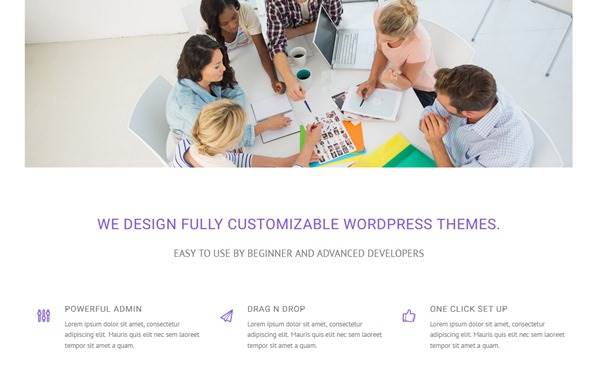 WE DESIGN FULLY CUSTOMIZABLE WORDPRESS THEMES.
EASY TO USE BY BEGINNER AND ADVANCED DEVELOPERS
POWERFUL ADMIN
Lorem ipsum dolor sit amet, consectetur
adipiscing elit. Mauris quis elit nec sem laoreet
tempor sit amet a quam.
DRAG N DROP
Lorem ipsum dolor sit amet, consectetur
adipiscing elit. Mauris quis elit nec sem laoreet
tempor sit amet a quam.
ONE CLICK SET UP
Lorem ipsum dolor sit amet, consectetur
adipiscing elit. Mauris quis elit nec sem laoreet
tempor sit amet a quam.